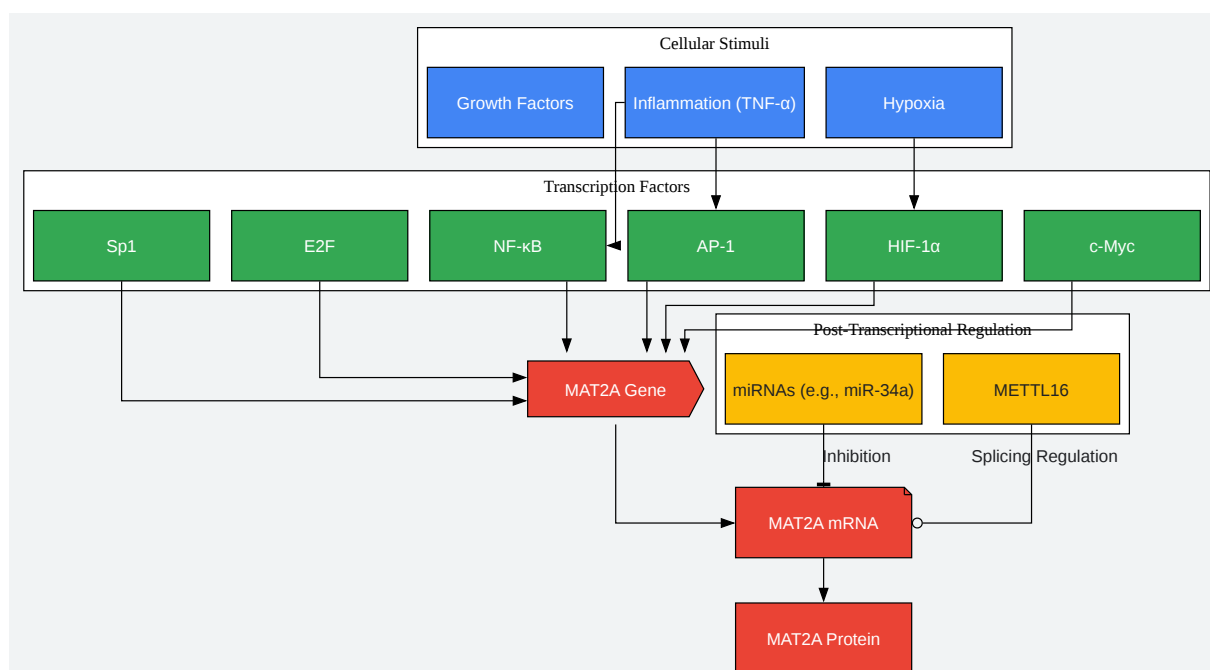 Cellular Stimuli
Growth Factors
Inflammation (TNF-α)
Hypoxia
Transcription Factors
Sp1
E2F
NF-κB
AP-1
HIF-1α
c-Myc
Post-Transcriptional Regulation
MAT2A Gene
miRNAs (e.g., miR-34a)
METTL16
Inhibition
Splicing Regulation
MAT2A mRNA
MAT2A Protein